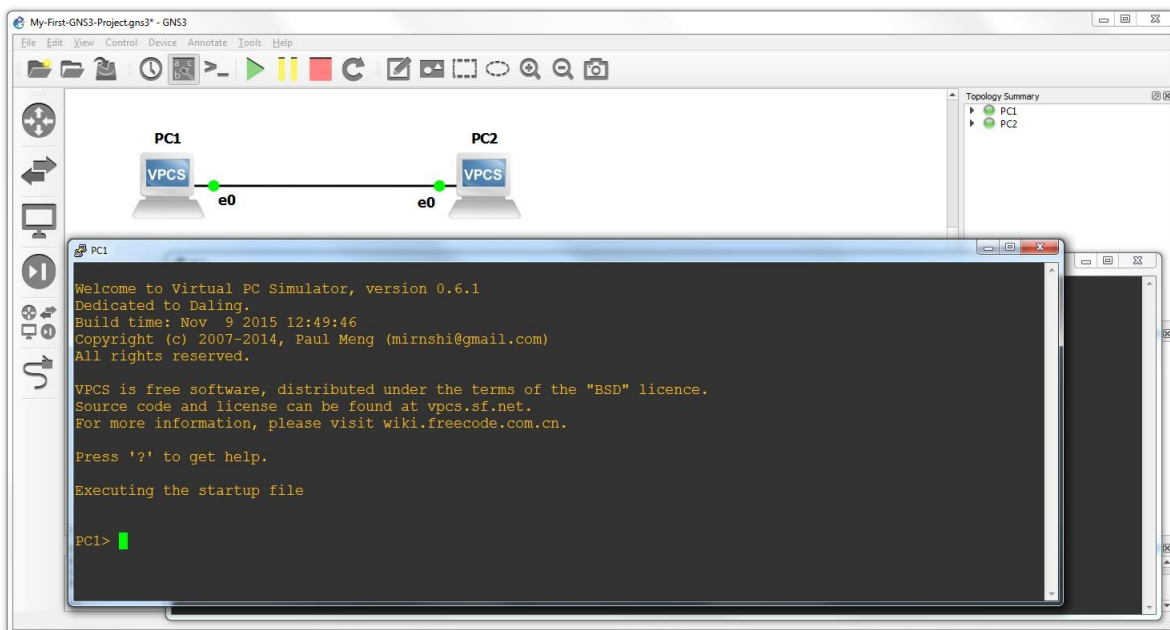 My-First-GNS3-Project.gns3* - GNS3
File Edit View Control Device Annotate Tools Help
Topology Summary
PC1
PC2
PC1
PC2
VPCS
VPCS
e0
e0
PC1
Welcome to Virtual PC Simulator, version 0.6.1
Dedicated to Daling.
Build time: Nov  9 2015 12:49:46
Copyright (c) 2007-2014, Paul Meng (mirnshi@gmail.com)
All rights reserved.
VPCS is free software, distributed under the terms of the "BSD" licence.
Source code and license can be found at vpcs.sf.net.
For more information, please visit wiki.freecode.com.cn.
Press '?' to get help.
Executing the startup file
PC1>